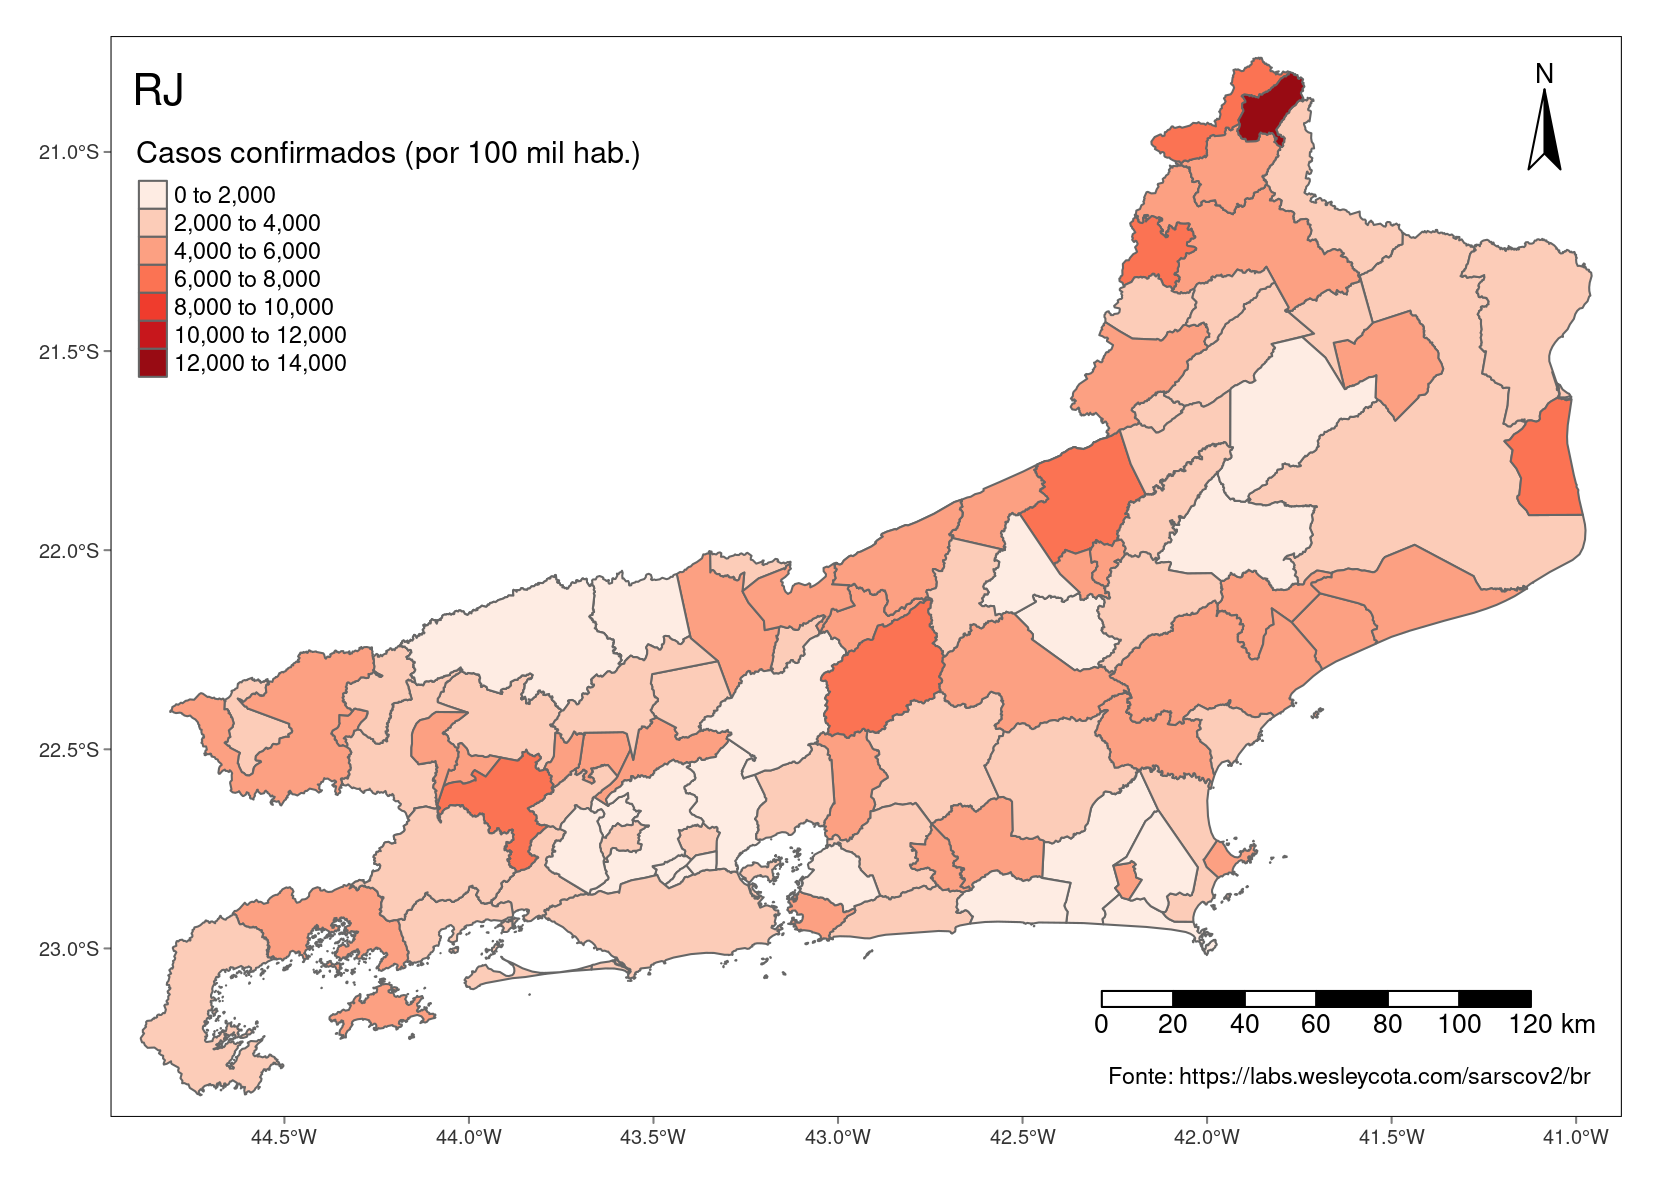 RJ
N
Casos confirmados (por 100 mil hab.)
0 to 2,000
2,000 to 4,000
4,000 to 6,000
6,000 to 8,000
8,000 to 10,000
10,000 to 12,000
12,000 to 14,000
21.0°S
21.5°S
22.0°S
22.5°S
23.0°S
0 20 40 60 80 100 120 km
Fonte: https://labs.wesleycota.com/sarscov2/br
44.5°W 44.0°W 43.5°W 43.0°W 42.5°W 42.0°W 41.5°W 41.0°W